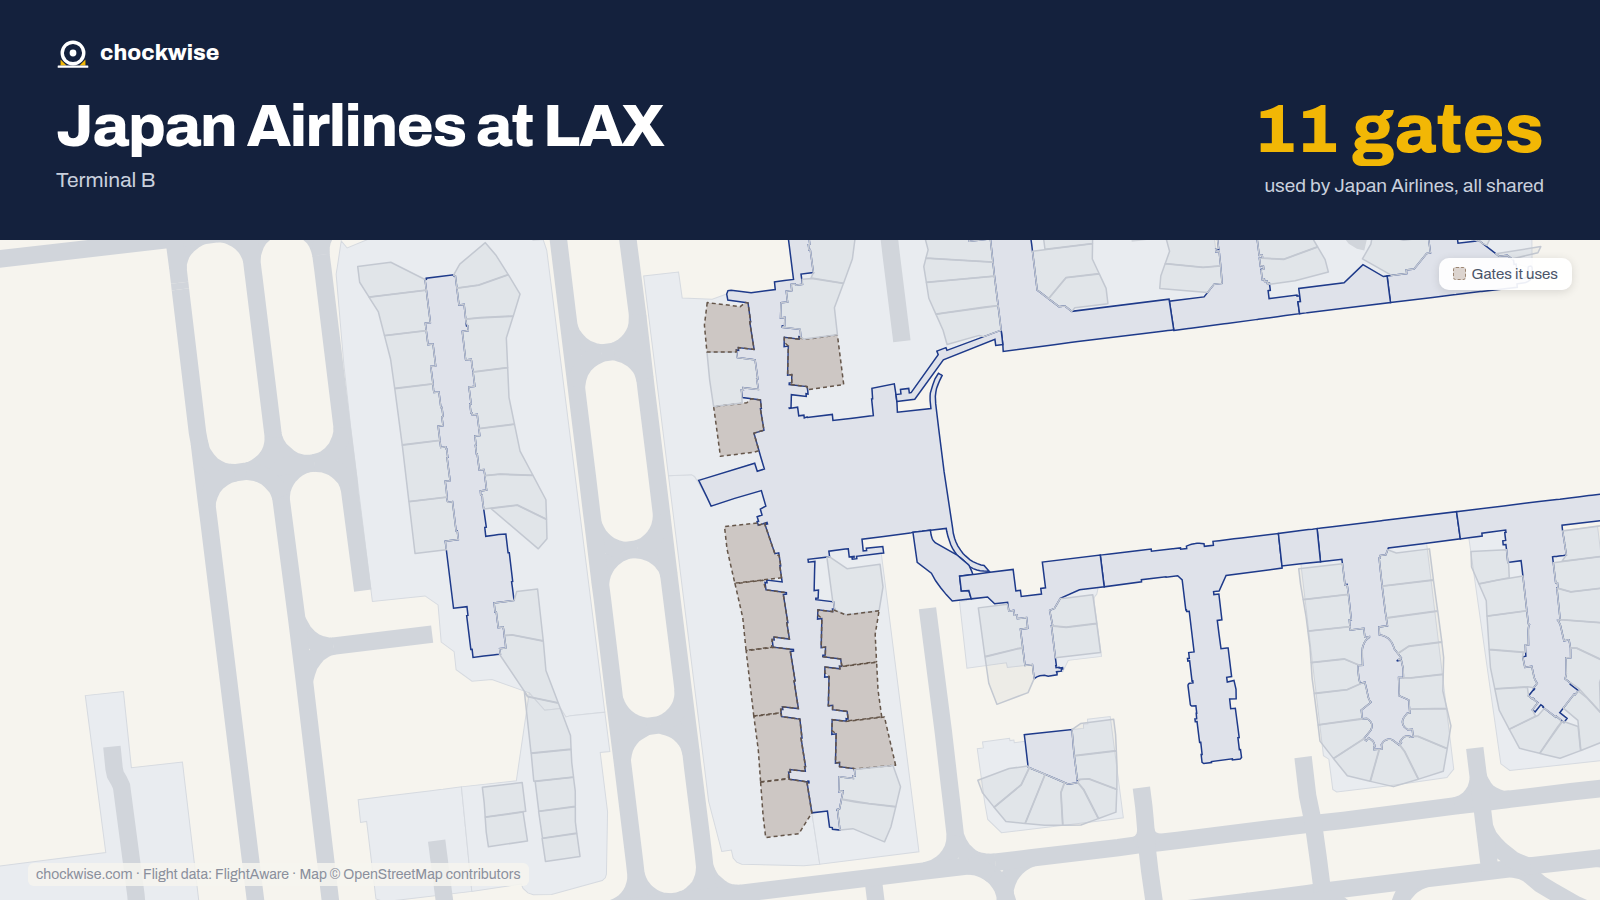 chockwise
Japan Airlines at LAX
Terminal B
11 gates
used by Japan Airlines, all shared
Gates it uses
chockwise.com · Flight data: FlightAware · Map © OpenStreetMap contributors